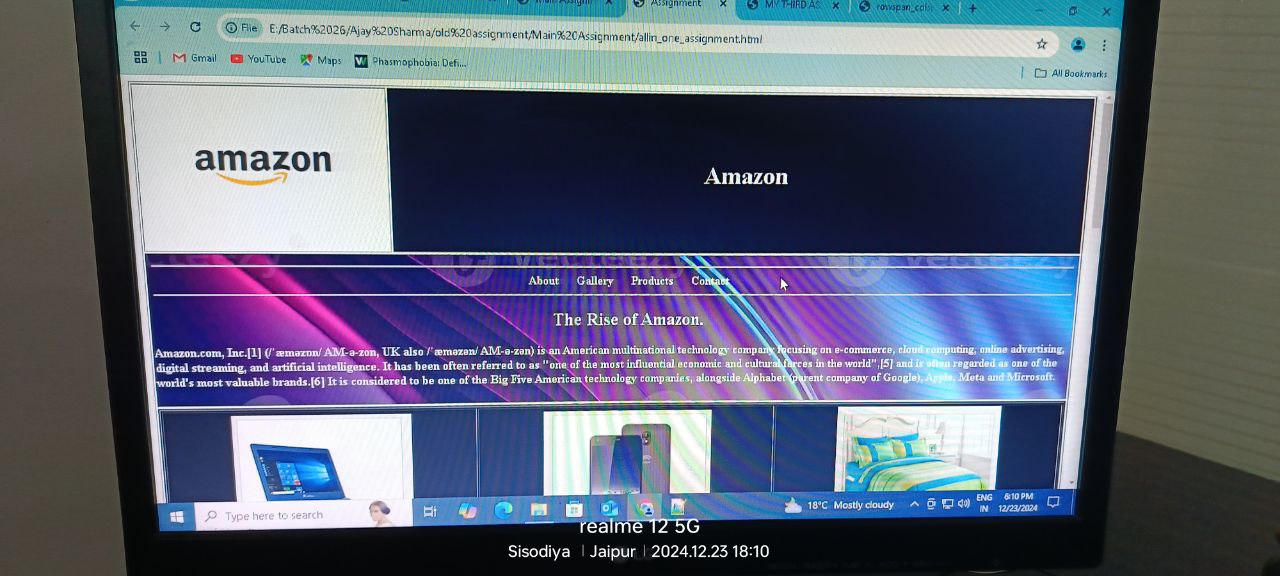 Assignment
MY THIRD AS
rowspan_cols
File
E:/Batch%2026/Ajay%20Sharma/old%20assignment/Main%20Assignment/allin_one_assignment.html
Gmail
YouTube
Maps
Phasmophobia: Defi...
All Bookmarks
amazon
Amazon
About Gallery Products Contact
The Rise of Amazon.
Amazon.com, Inc.[1] (/ˈæməzɒn/ AM-ə-zon, UK also /ˈæməzən/ AM-ə-zən) is an American multinational technology company focusing on e-commerce, cloud computing, online advertising,
digital streaming, and artificial intelligence. It has been often referred to as "one of the most influential economic and cultural forces in the world",[5] and is often regarded as one of the
world's most valuable brands.[6] It is considered to be one of the Big Five American technology companies, alongside Alphabet (parent company of Google), Apple, Meta and Microsoft.
Type here to search
18°C Mostly cloudy
ENG
IN
6:10 PM
12/23/2024
realme 12 5G
Sisodiya | Jaipur | 2024.12.23 18:10